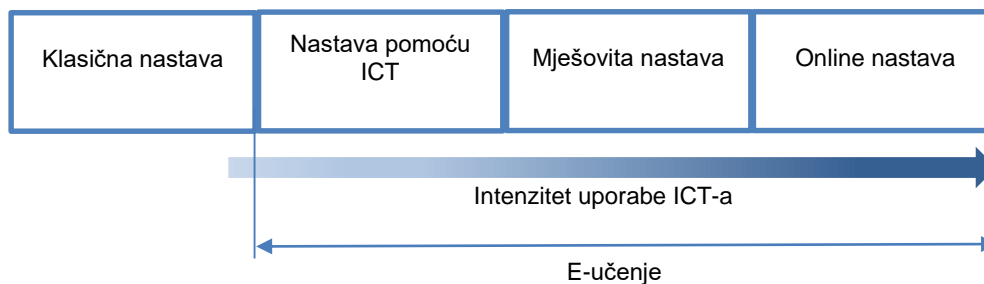 Klasična nastava
Nastava pomoću
ICT
Mješovita nastava
Online nastava
Intenzitet uporabe ICT-a
E-učenje